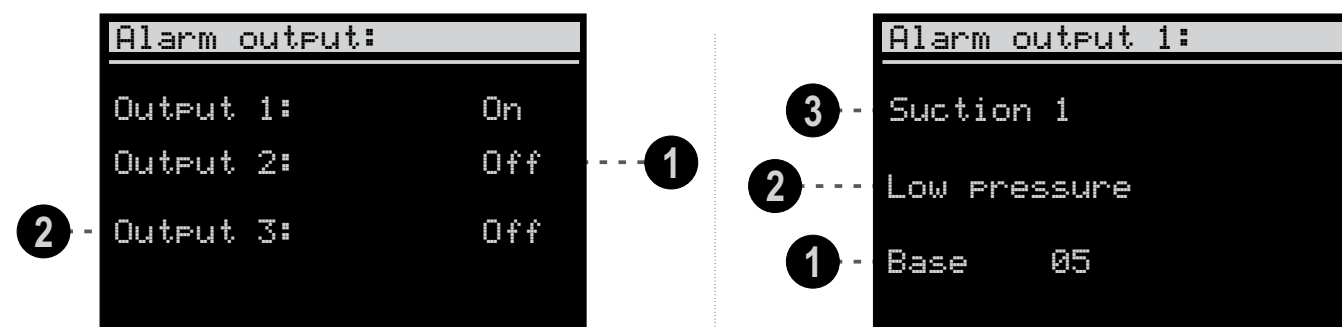 Alarm output:
Output 1: On
Output 2: Off
1
2
Output 3: Off
Alarm output 1:
3
Suction 1
2
Low pressure
1
Base 05